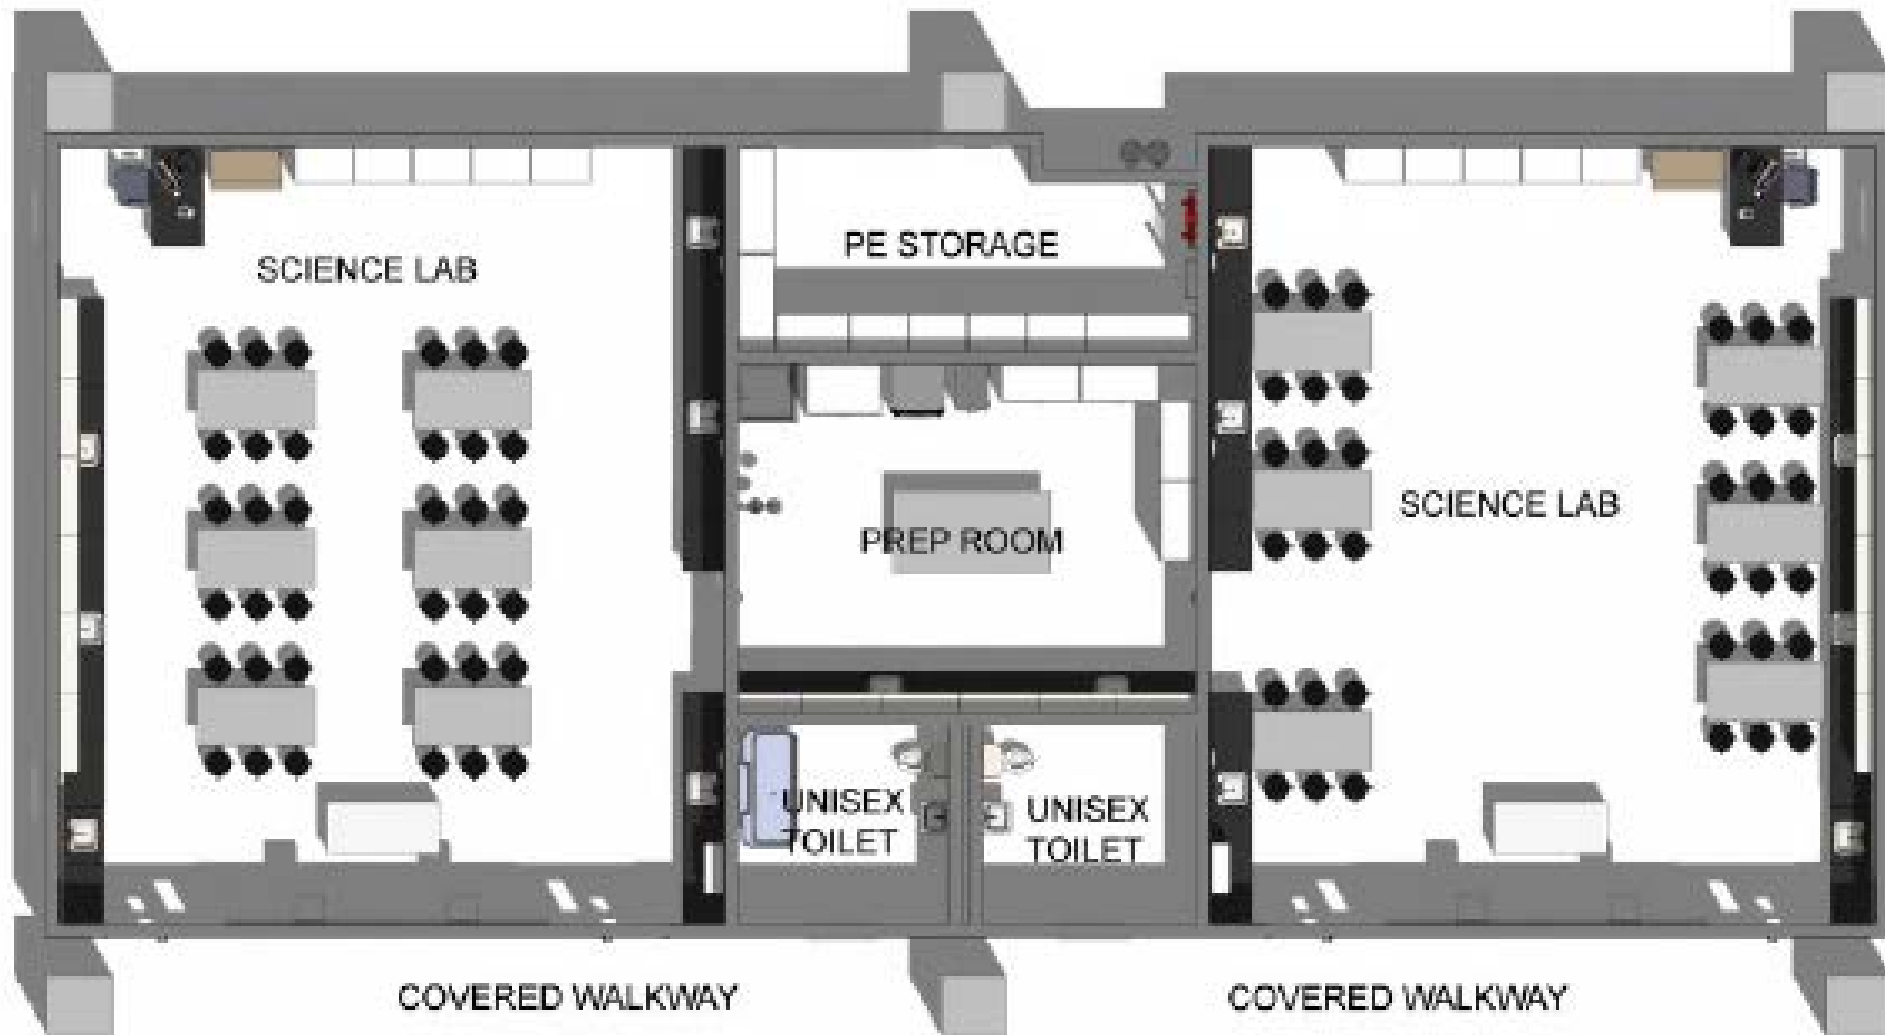 PE STORAGE
SCIENCE LAB
SCIENCE LAB
PREP ROOM
UNISEX
TOILET
UNISEX
TOILET
COVERED WALKWAY
COVERED WALKWAY